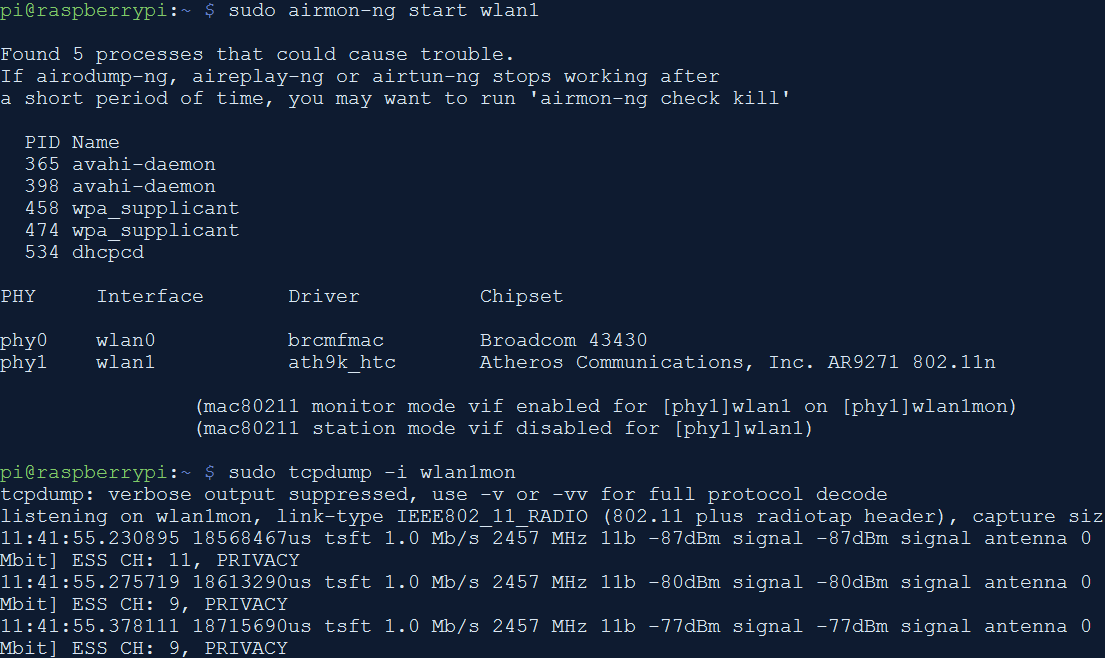 pi@raspberrypi:~ $ sudo airmon-ng start wlan1
Found 5 processes that could cause trouble.
If airodump-ng, aireplay-ng or airtun-ng stops working after
a short period of time, you may want to run 'airmon-ng check kill'
PID Name
365 avahi-daemon
398 avahi-daemon
458 wpa_supplicant
474 wpa_supplicant
534 dhcpcd
PHY Interface Driver Chipset
phy0 wlan0 brcmfmac Broadcom 43430
phy1 wlan1 ath9k_htc Atheros Communications, Inc. AR9271 802.11n
(mac80211 monitor mode vif enabled for [phy1]wlan1 on [phy1]wlan1mon)
(mac80211 station mode vif disabled for [phy1]wlan1)
pi@raspberrypi:~ $ sudo tcpdump -i wlan1mon
tcpdump: verbose output suppressed, use -v or -vv for full protocol decode
listening on wlan1mon, link-type IEEE802_11_RADIO (802.11 plus radiotap header), capture siz
11:41:55.230895 18568467us tsft 1.0 Mb/s 2457 MHz 11b -87dBm signal -87dBm signal antenna 0
Mbit] ESS CH: 11, PRIVACY
11:41:55.275719 18613290us tsft 1.0 Mb/s 2457 MHz 11b -80dBm signal -80dBm signal antenna 0
Mbit] ESS CH: 9, PRIVACY
11:41:55.378111 18715690us tsft 1.0 Mb/s 2457 MHz 11b -77dBm signal -77dBm signal antenna 0
Mbit] ESS CH: 9, PRIVACY